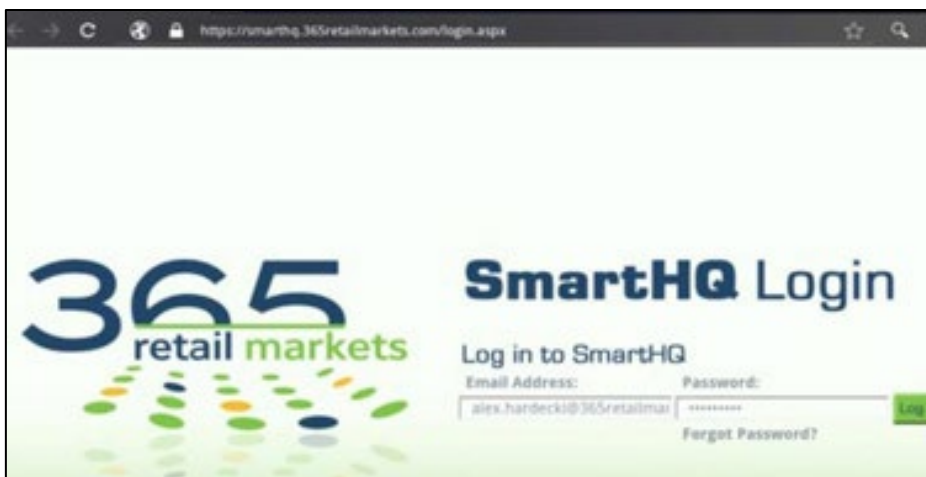 https://smarthq.365retailmarkets.com/login.aspx
365
retail markets
SmartHQ Login
Log in to SmartHQ
Email Address:
Password:
alex.hardecki@365retailmar
•••••••••
Log
Forgot Password?